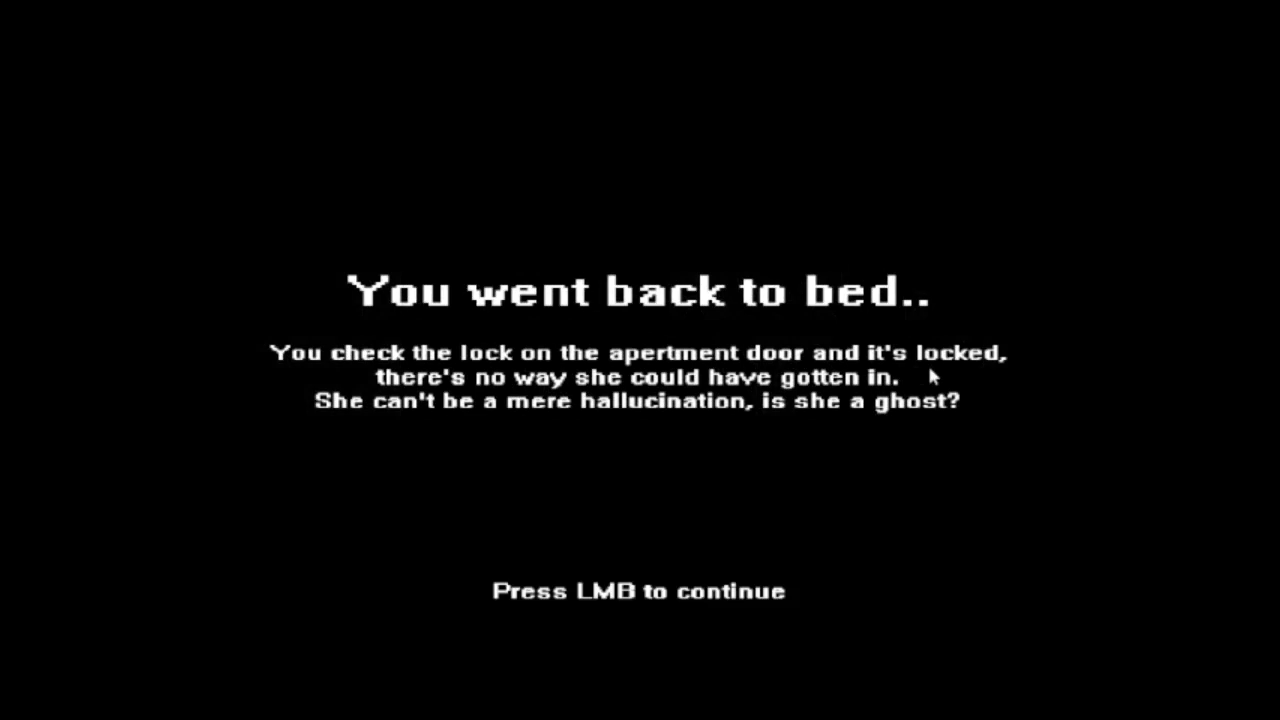 You went back to bed..
You check the lock on the apertment door and it's locked,
there's no way she could have gotten in.
She can't be a mere hallucination, is she a ghost?
Press LMB to continue